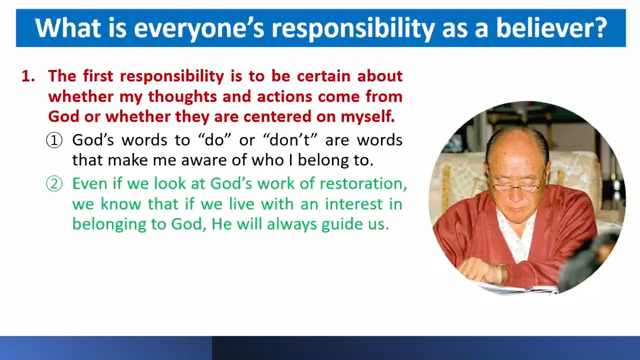 What is everyone's responsibility as a believer?
1. The first responsibility is to be certain about
whether my thoughts and actions come from
God or whether they are centered on myself.
① God's words to "do" or "don't" are words
that make me aware of who I belong to.
② Even if we look at God's work of restoration,
we know that if we live with an interest in
belonging to God, He will always guide us.